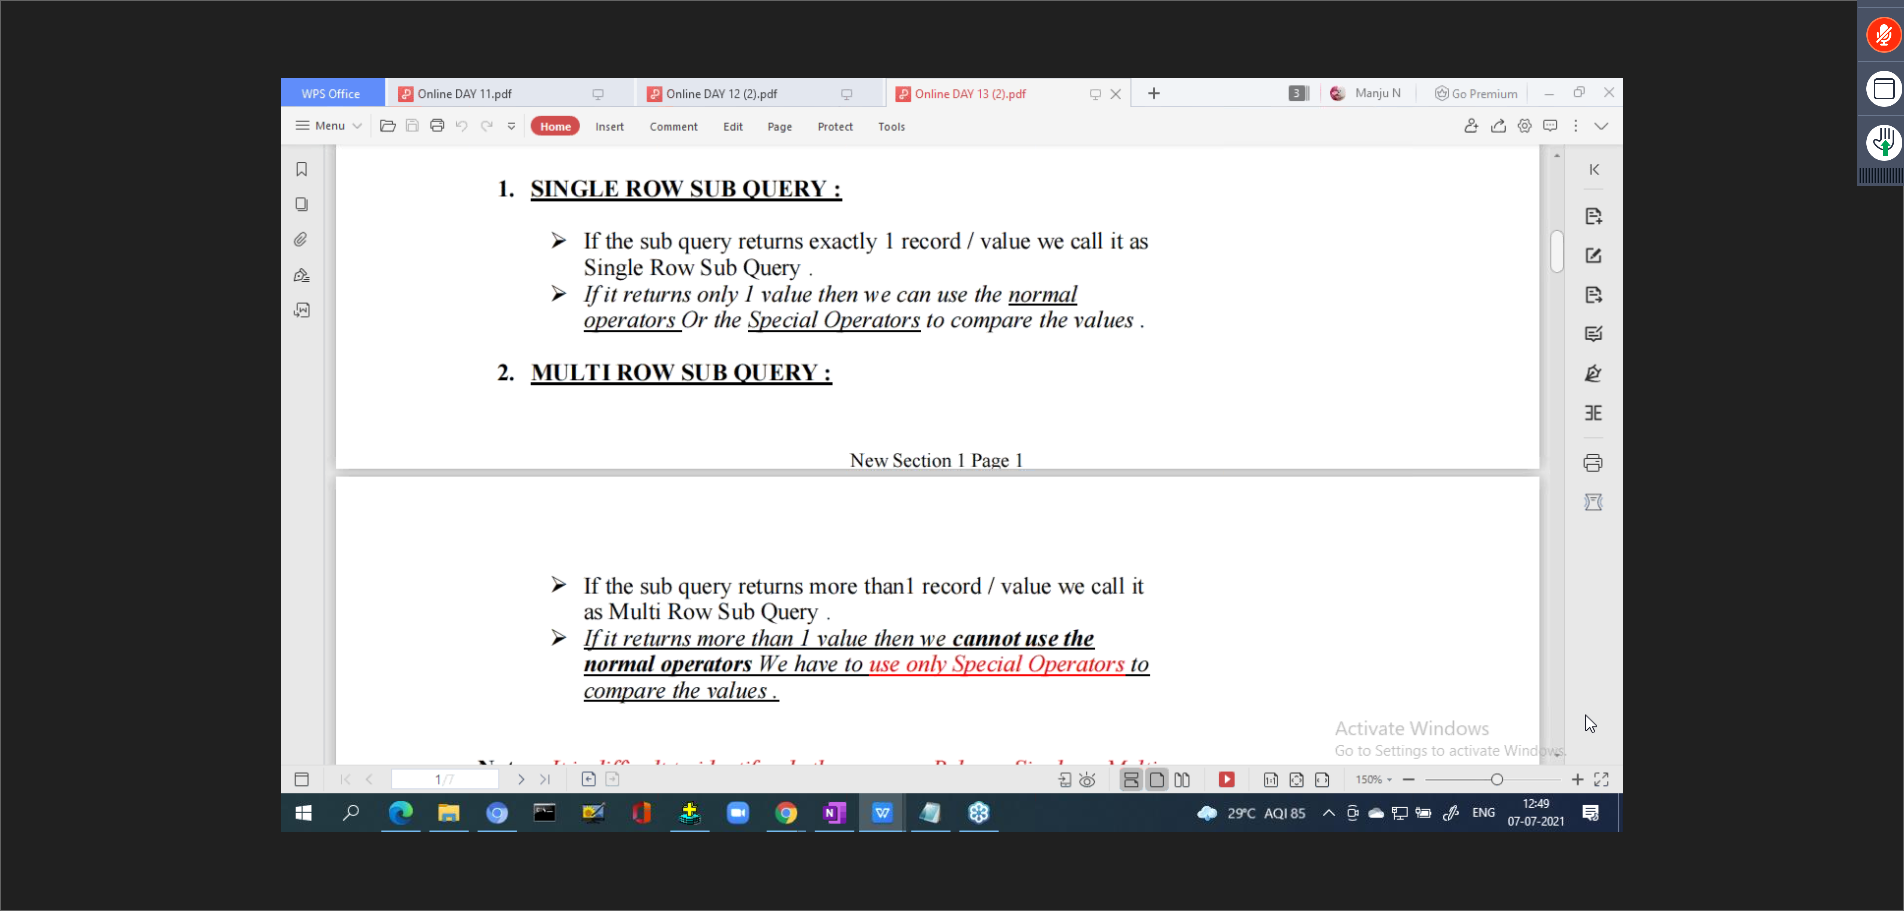 WPS Office
Online DAY 11.pdf
Online DAY 12 (2).pdf
Online DAY 13 (2).pdf
3
Manju N
Go Premium
Menu
Home
Insert
Comment
Edit
Page
Protect
Tools
1. SINGLE ROW SUB QUERY :
➤ If the sub query returns exactly 1 record / value we call it as
Single Row Sub Query .
➤ If it returns only 1 value then we can use the normal
operators Or the Special Operators to compare the values .
2. MULTI ROW SUB QUERY :
New Section 1 Page 1
➤ If the sub query returns more than1 record / value we call it
as Multi Row Sub Query .
➤ If it returns more than 1 value then we cannot use the
normal operators We have to use only Special Operators to
compare the values .
Activate Windows
Go to Settings to activate Windows.
1/7
150%
29°C AQI 85
ENG
12:49
07-07-2021